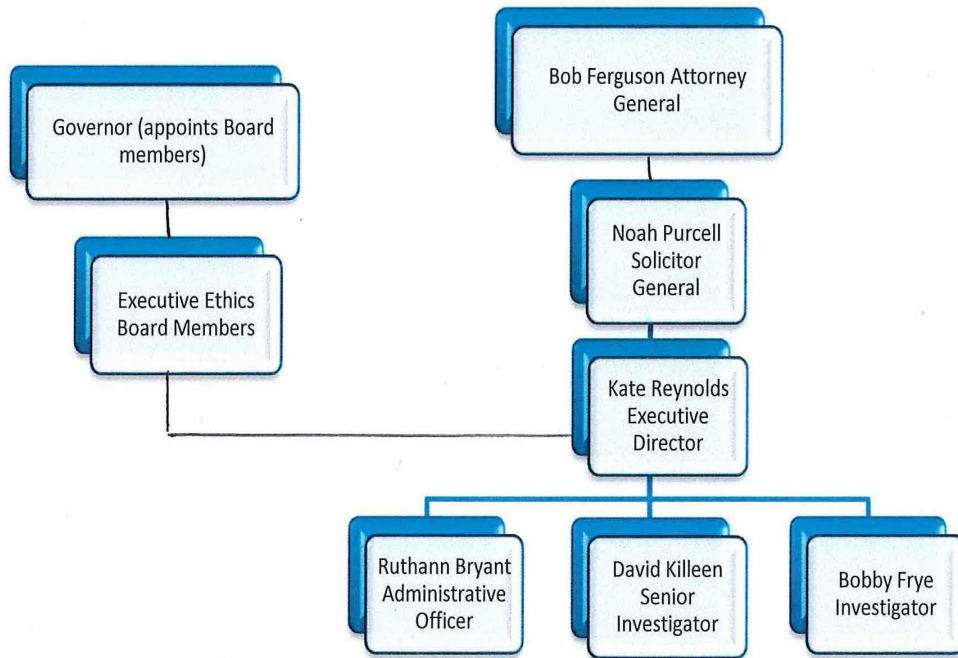 Governor (appoints Board
members)
Bob Ferguson Attorney
General
Noah Purcell
Solicitor
General
Executive Ethics
Board Members
Kate Reynolds
Executive
Director
Ruthann Bryant
Administrative
Officer
David Killeen
Senior
Investigator
Bobby Frye
Investigator